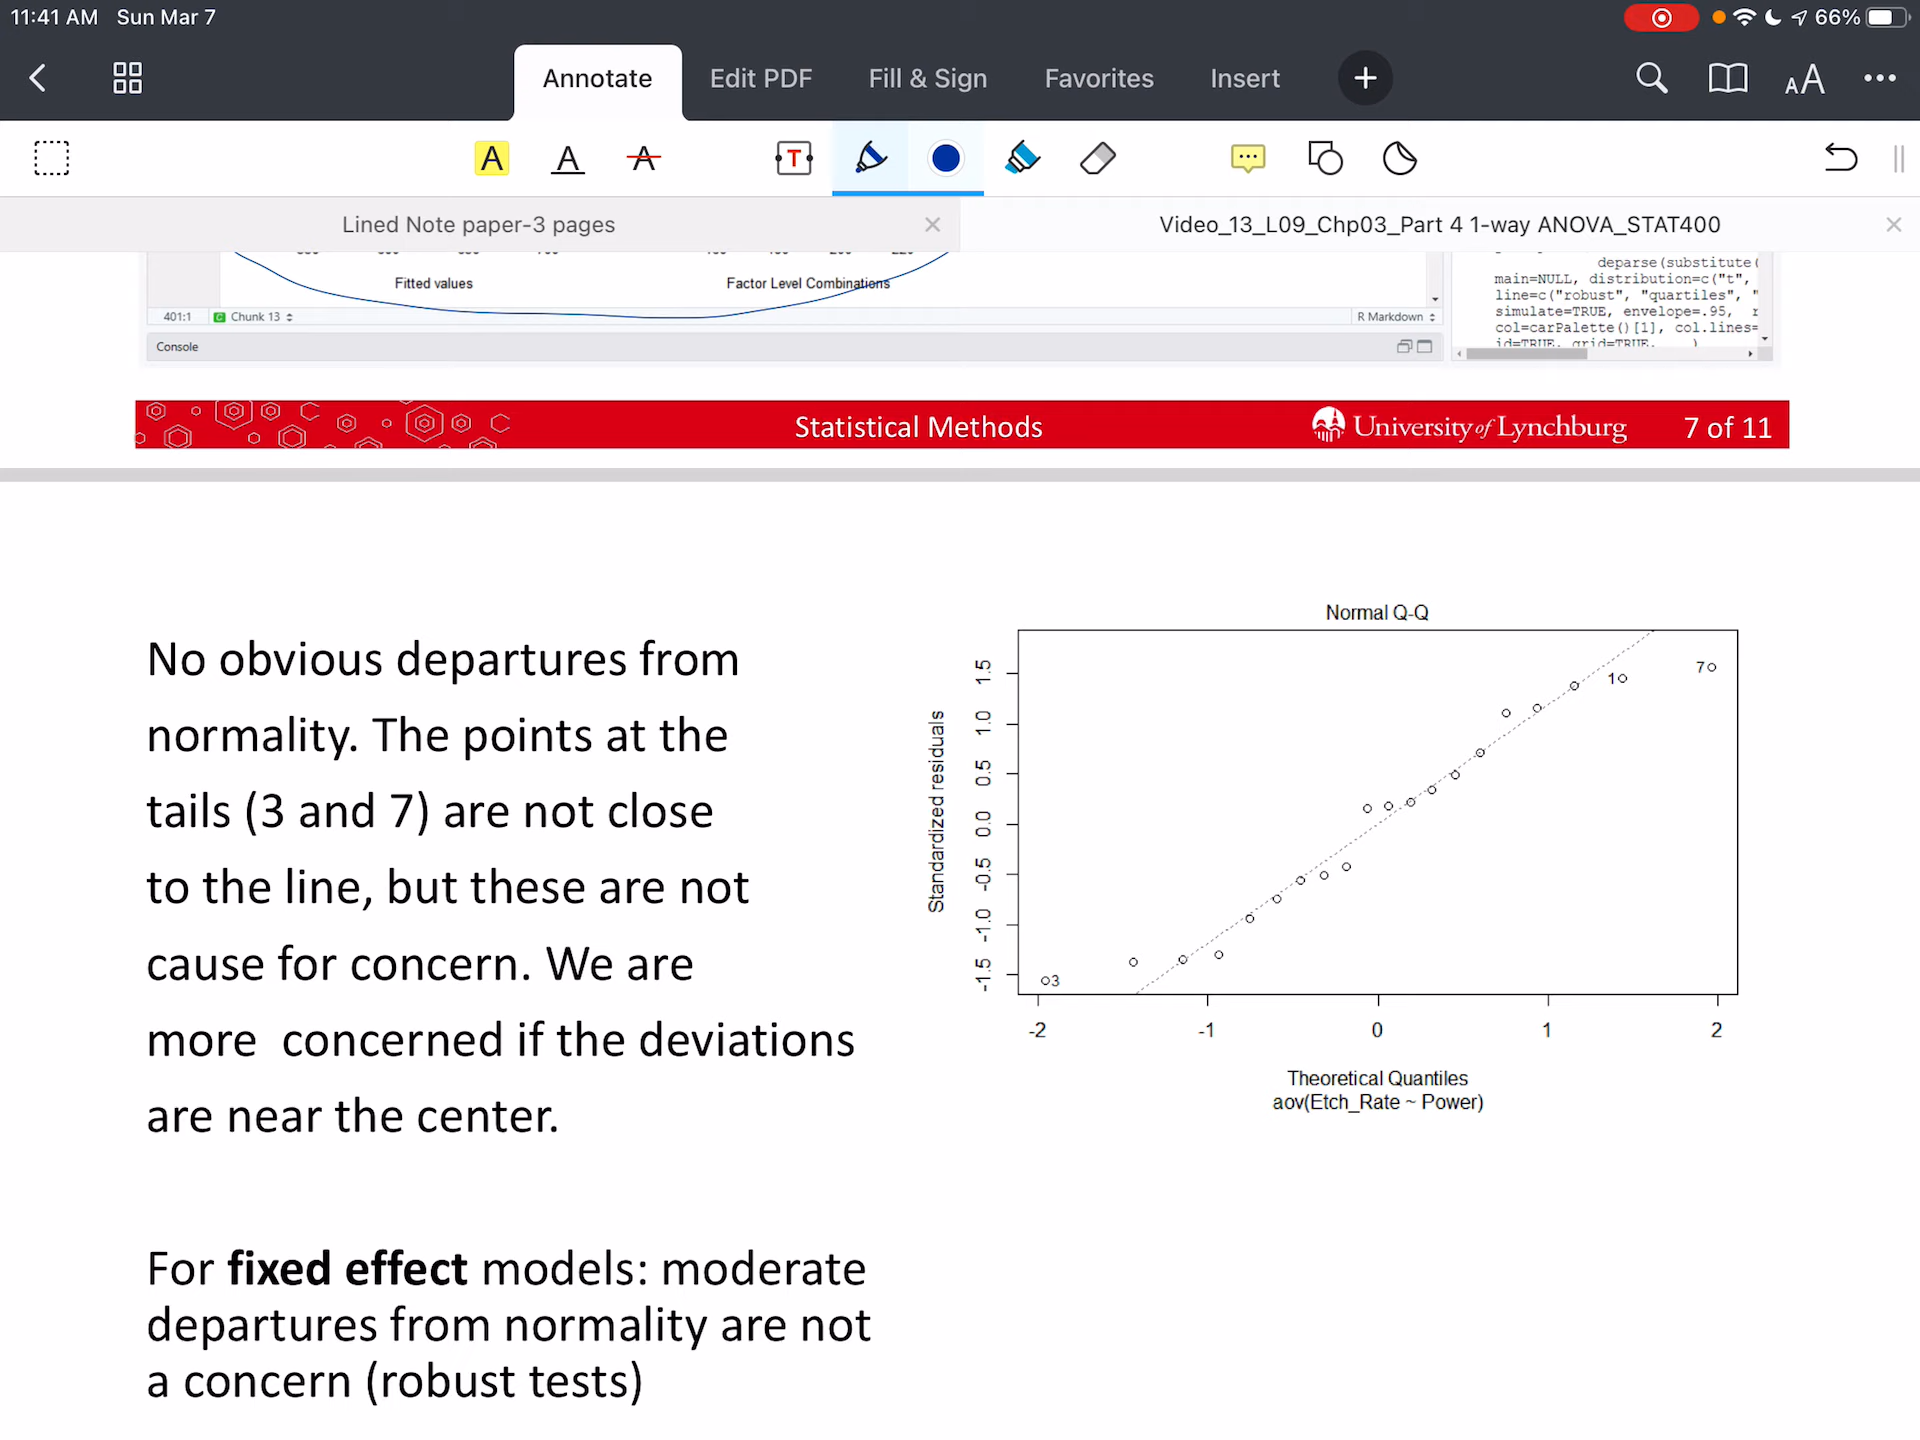 11:41 AM Sun Mar 7
66%
Annotate Edit PDF Fill & Sign Favorites Insert
Lined Note paper-3 pages
Video_13_L09_Chp03_Part 4 1-way ANOVA_STAT400
Fitted values
Factor Level Combinations
401:1 Chunk 13
R Markdown
Console
deparse(substitute(
main=NULL, distribution=c("t",
line=c("robust", "quartiles", "
simulate=TRUE, envelope=.95, r
col=carPalette()[1], col.lines=
id=TRUE, grid=TRUE, )
Statistical Methods
University of Lynchburg
7 of 11
No obvious departures from
normality. The points at the
tails (3 and 7) are not close
to the line, but these are not
cause for concern. We are
more concerned if the deviations
are near the center.
For fixed effect models: moderate
departures from normality are not
a concern (robust tests)
Normal Q-Q
Standardized residuals
1.5
1.0
0.5
0.0
-0.5
-1.0
-1.5
7
1
3
-2 -1 0 1 2
Theoretical Quantiles
aov(Etch_Rate ~ Power)